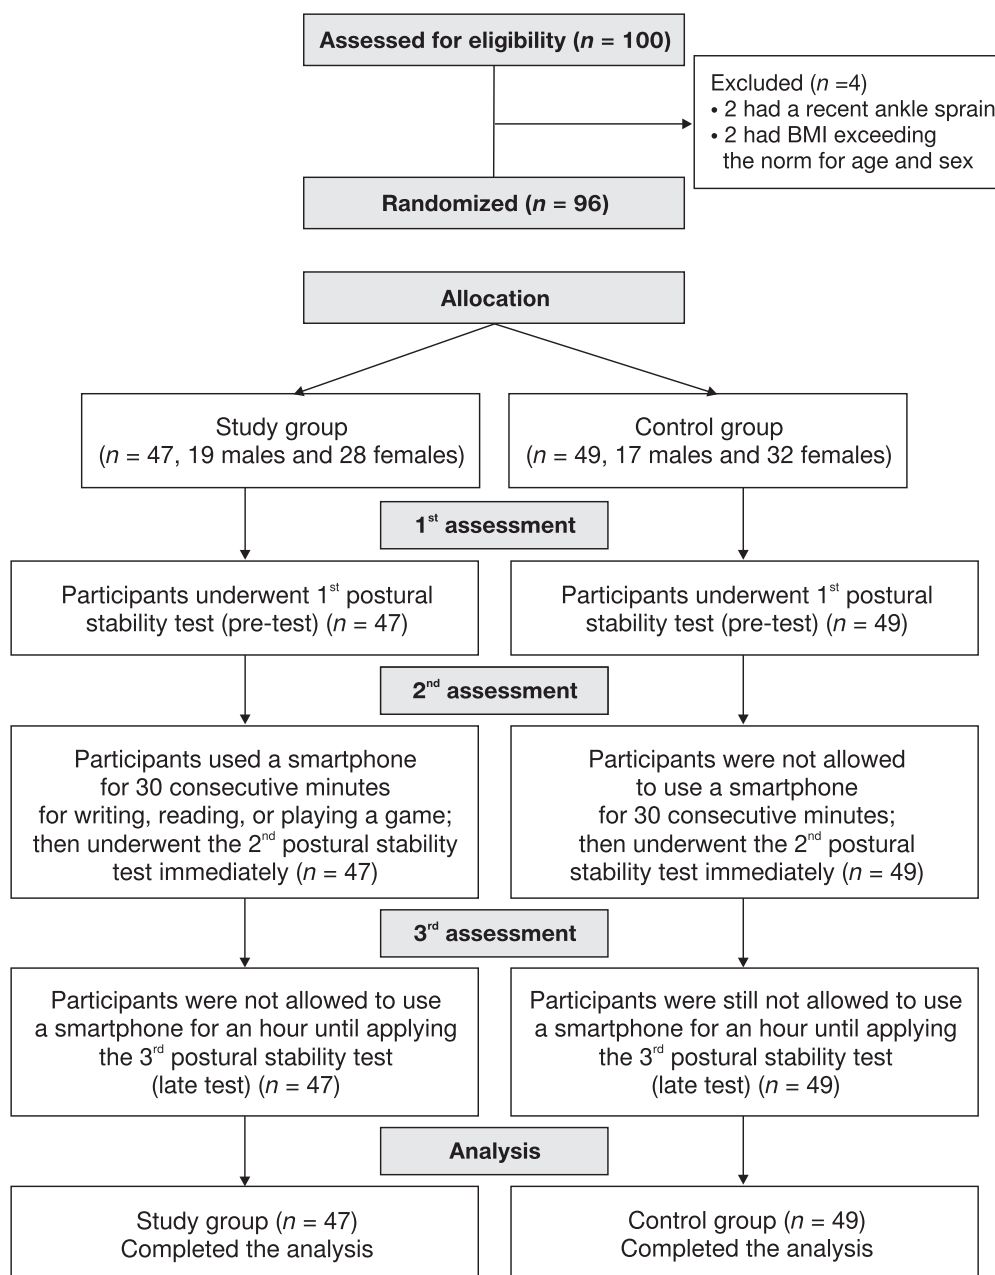 Assessed for eligibility (n = 100)
Excluded (n =4)
• 2 had a recent ankle sprain
• 2 had BMI exceeding
the norm for age and sex
Randomized (n = 96)
Allocation
Study group
(n = 47, 19 males and 28 females)
Control group
(n = 49, 17 males and 32 females)
1st assessment
Participants underwent 1st postural
stability test (pre-test) (n = 47)
Participants underwent 1st postural
stability test (pre-test) (n = 49)
2nd assessment
Participants used a smartphone
for 30 consecutive minutes
for writing, reading, or playing a game;
then underwent the 2nd postural stability
test immediately (n = 47)
Participants were not allowed
to use a smartphone
for 30 consecutive minutes;
then underwent the 2nd postural
stability test immediately (n = 49)
3rd assessment
Participants were not allowed to use
a smartphone for an hour until applying
the 3rd postural stability test
(late test) (n = 47)
Participants were still not allowed to use
a smartphone for an hour until applying
the 3rd postural stability test
(late test) (n = 49)
Analysis
Study group (n = 47)
Completed the analysis
Control group (n = 49)
Completed the analysis